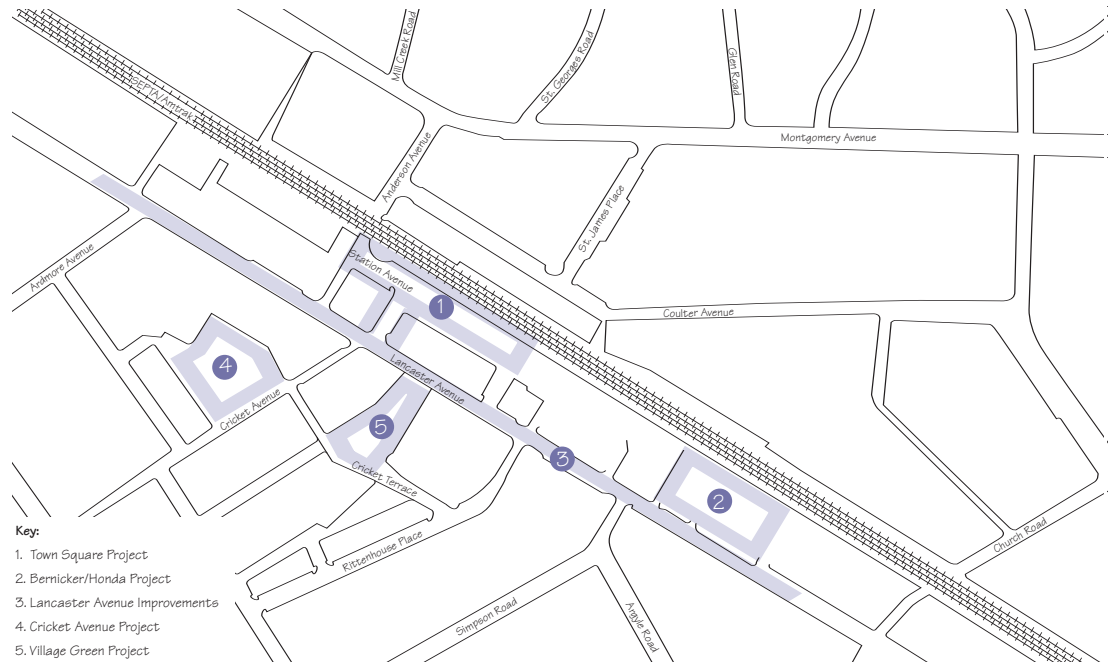 Mill Creek Road
St. Georges Road
Glen Road
SEPTA/Amtrak
Montgomery Avenue
Anderson Avenue
St. James Place
Ardmore Avenue
Station Avenue
1
Coulter Avenue
4
Lancaster Avenue
Cricket Avenue
5
3
Cricket Terrace
2
Church Road
Rittenhouse Place
Simpson Road
Argyle Road
Key:
1. Town Square Project
2. Bernicker/Honda Project
3. Lancaster Avenue Improvements
4. Cricket Avenue Project
5. Village Green Project